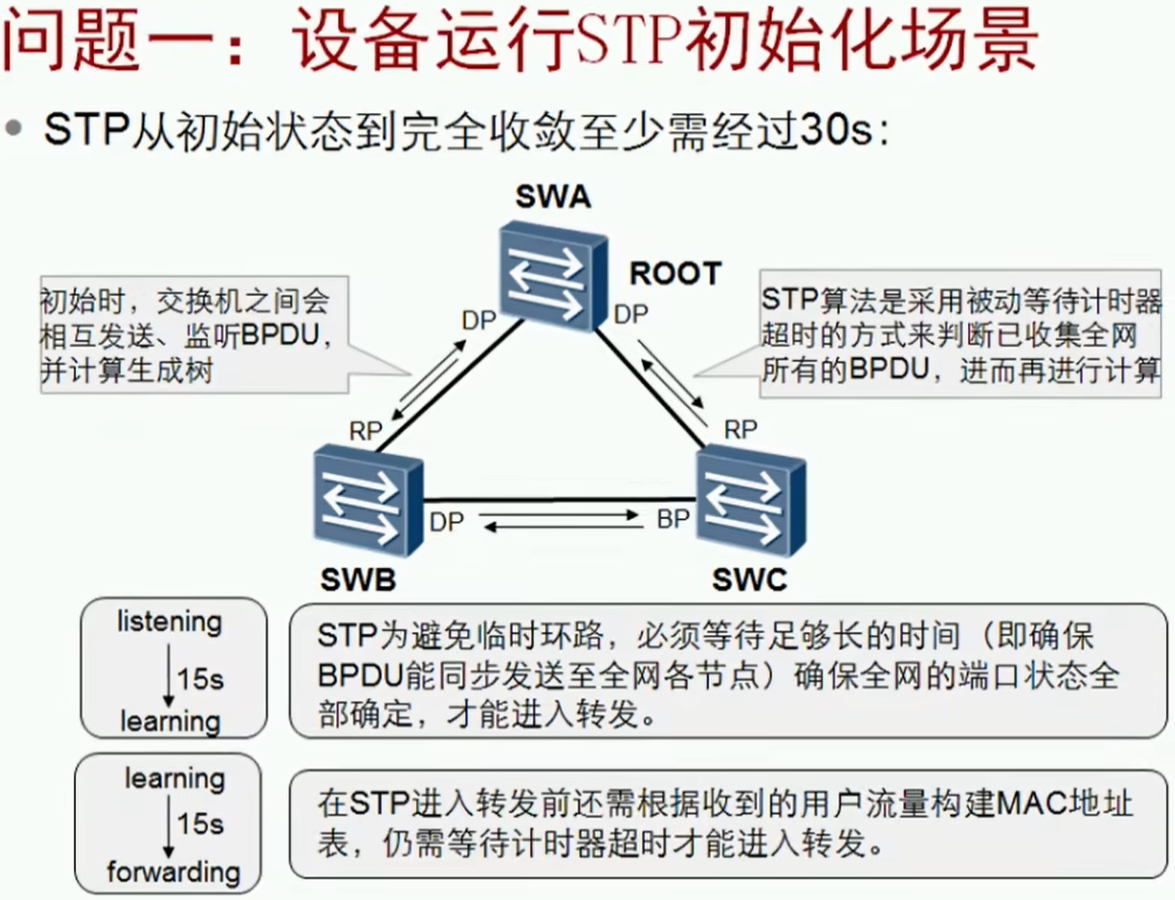 问题一：设备运行STP初始化场景
• STP从初始状态到完全收敛至少需经过30s：
SWA
ROOT
初始时，交换机之间会
相互发送、监听BPDU，
并计算生成树
STP算法是采用被动等待计时器
超时的方式来判断已收集全网
所有的BPDU，进而再进行计算
DP
DP
RP
RP
DP
BP
SWB
SWC
listening
15s
learning
STP为避免临时环路，必须等待足够长的时间（即确保
BPDU能同步发送至全网各节点）确保全网的端口状态全
部确定，才能进入转发。
learning
15s
forwarding
在STP进入转发前还需根据收到的用户流量构建MAC地址
表，仍需等待计时器超时才能进入转发。